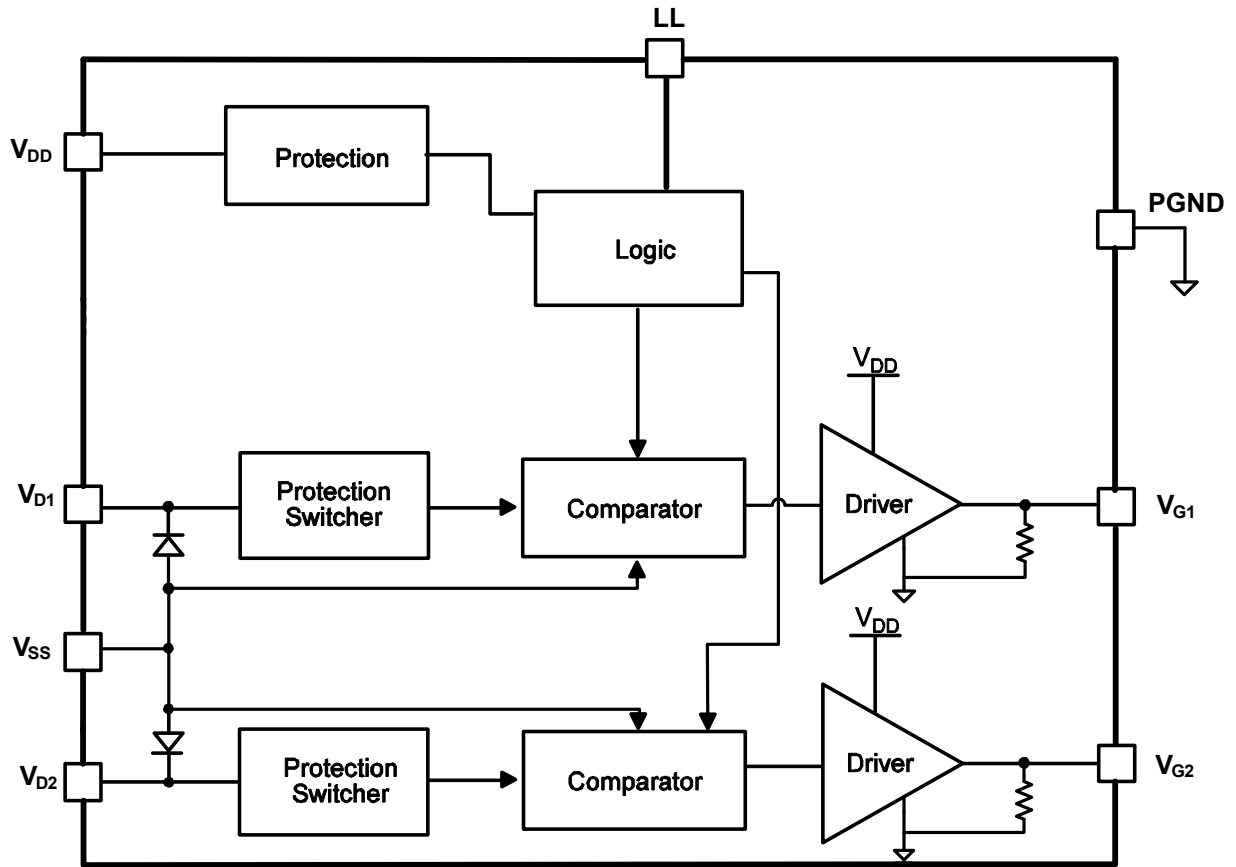 LL
VDD
Protection
PGND
Logic
VDD
VD1
Protection
Switcher
Comparator
Driver
VG1
VSS
VDD
VD2
Protection
Switcher
Comparator
Driver
VG2